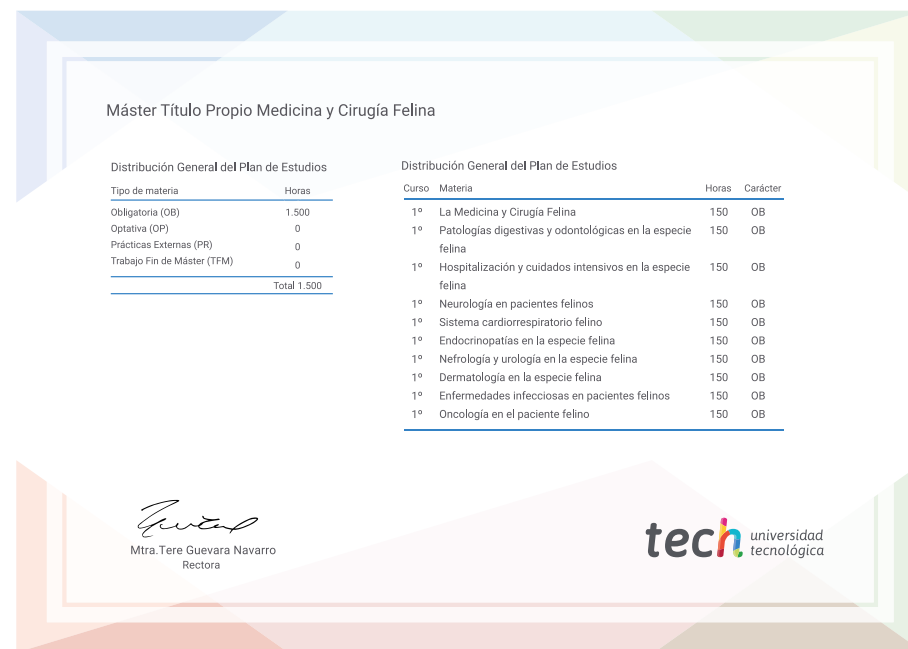 Máster Título Propio Medicina y Cirugía Felina
Distribución General del Plan de Estudios
Tipo de materia Horas
Obligatoria (OB) 1.500
Optativa (OP) 0
Prácticas Externas (PR) 0
Trabajo Fin de Máster (TFM) 0
Total 1.500
Distribución General del Plan de Estudios
Curso Materia Horas Carácter
1º La Medicina y Cirugía Felina 150 OB
1º Patologías digestivas y odontológicas en la especie 150 OB
felina
1º Hospitalización y cuidados intensivos en la especie 150 OB
felina
1º Neurología en pacientes felinos 150 OB
1º Sistema cardiorrespiratorio felino 150 OB
1º Endocrinopatías en la especie felina 150 OB
1º Nefrología y urología en la especie felina 150 OB
1º Dermatología en la especie felina 150 OB
1º Enfermedades infecciosas en pacientes felinos 150 OB
1º Oncología en el paciente felino 150 OB
Mtra.Tere Guevara Navarro
Rectora
tech universidad
tecnológica